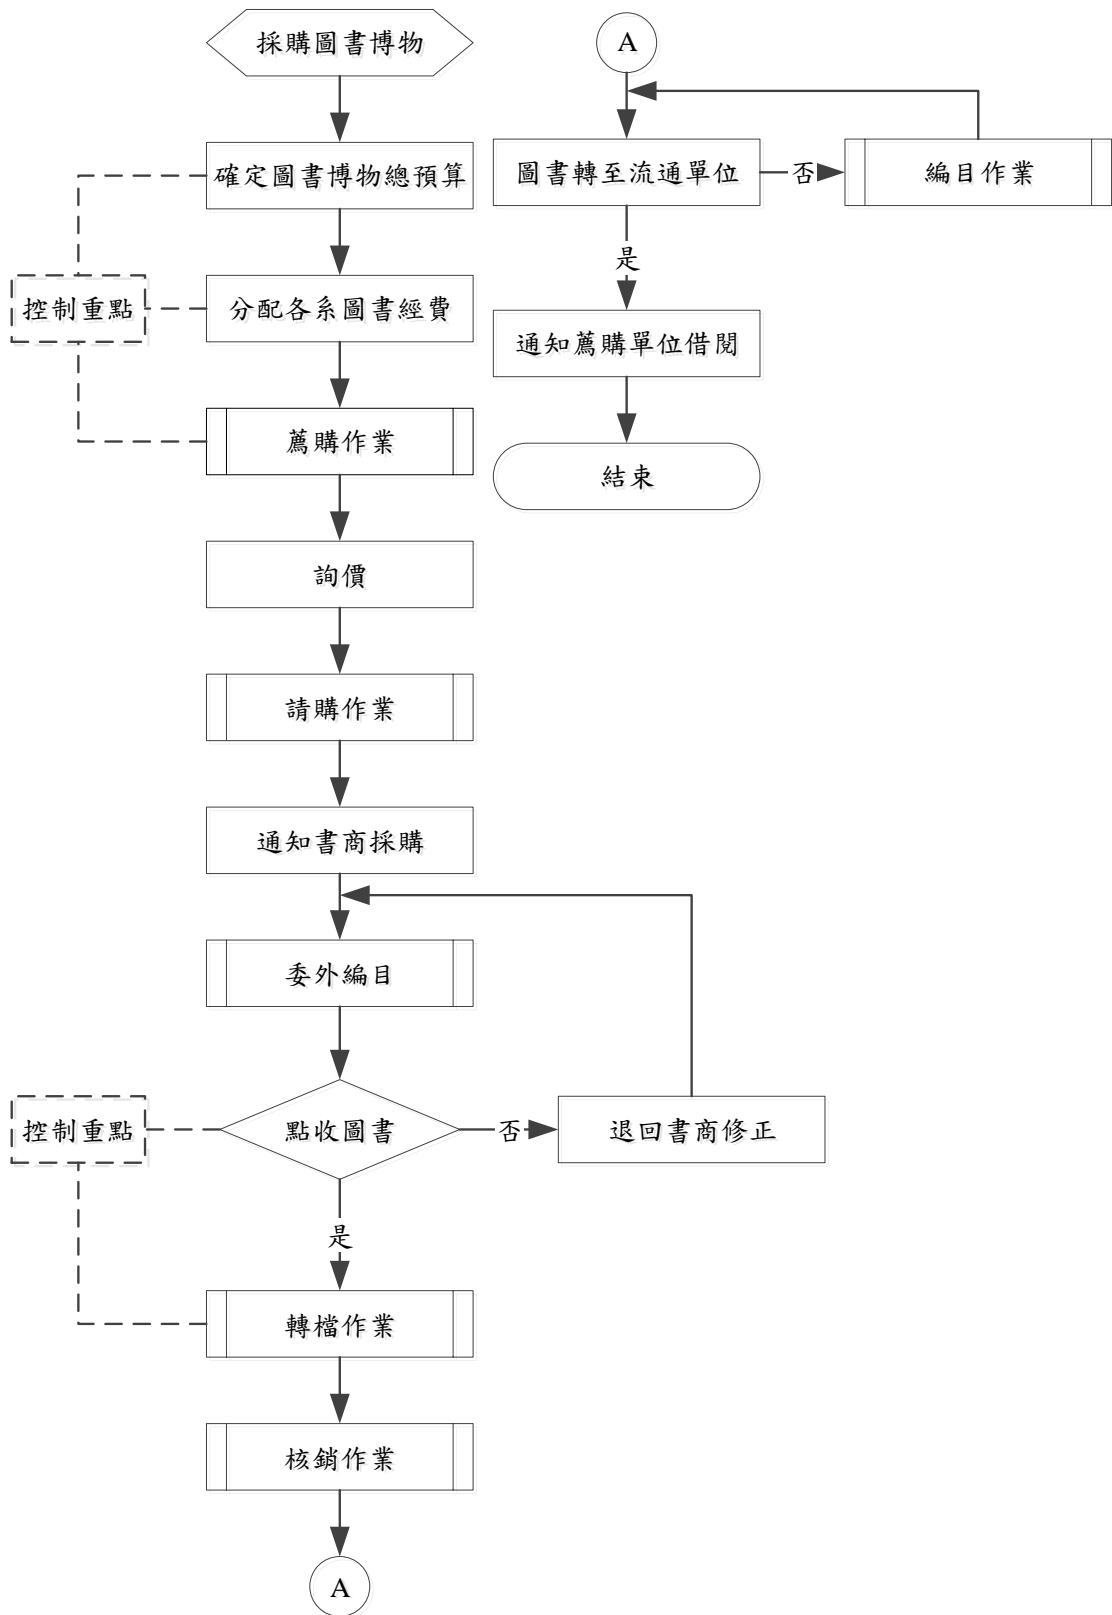 採購圖書博物
確定圖書博物總預算
控制重點
分配各系圖書經費
薦購作業
詢價
請購作業
通知書商採購
委外編目
控制重點
點收圖書
否
退回書商修正
是
轉檔作業
核銷作業
A
A
圖書轉至流通單位
否
編目作業
是
通知薦購單位借閱
結束